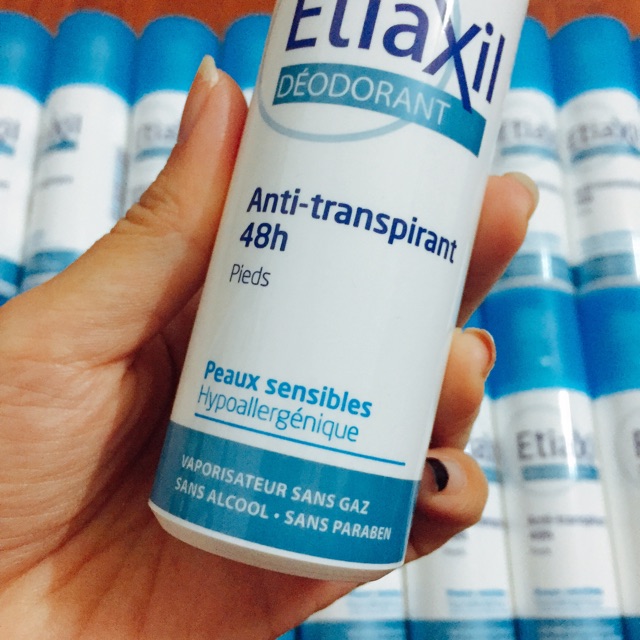 Etiaxil
DÉODORANT
Anti-transpirant
48h
Pieds
Peaux sensibles
Hypoallergénique
VAPORISATEUR SANS GAZ
SANS ALCOOL • SANS PARABEN